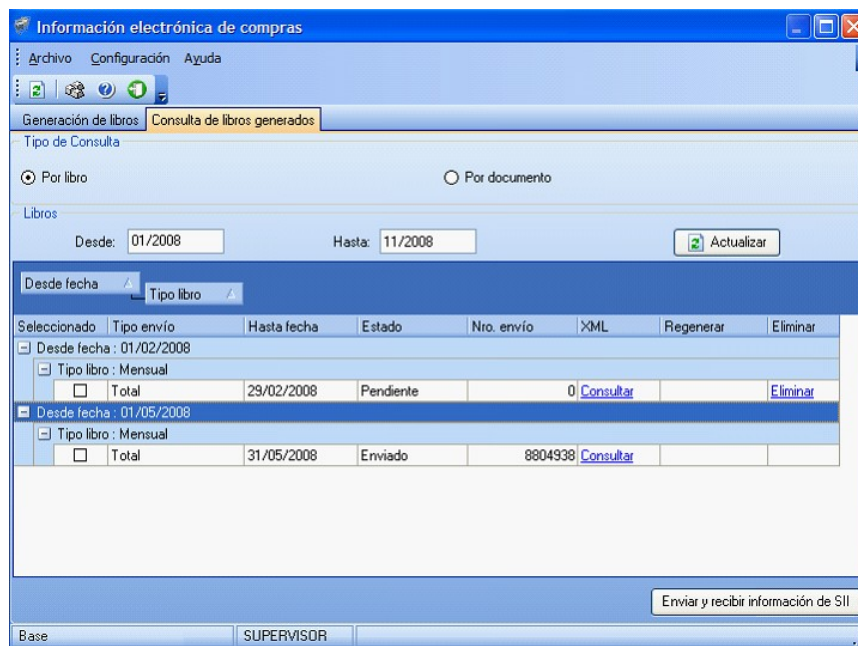 Información electrónica de compras
Archivo Configuración Ayuda
Generación de libros Consulta de libros generados
Tipo de Consulta
Por libro Por documento
Libros
Desde: 01/2008 Hasta: 11/2008 Actualizar
Desde fecha
Tipo libro
Seleccionado Tipo envío Hasta fecha Estado Nro. envío XML Regenerar Eliminar
Desde fecha : 01/02/2008
Tipo libro : Mensual
Total 29/02/2008 Pendiente 0 Consultar Eliminar
Desde fecha : 01/05/2008
Tipo libro : Mensual
Total 31/05/2008 Enviado 8804938 Consultar
Enviar y recibir información de SII
Base SUPERVISOR